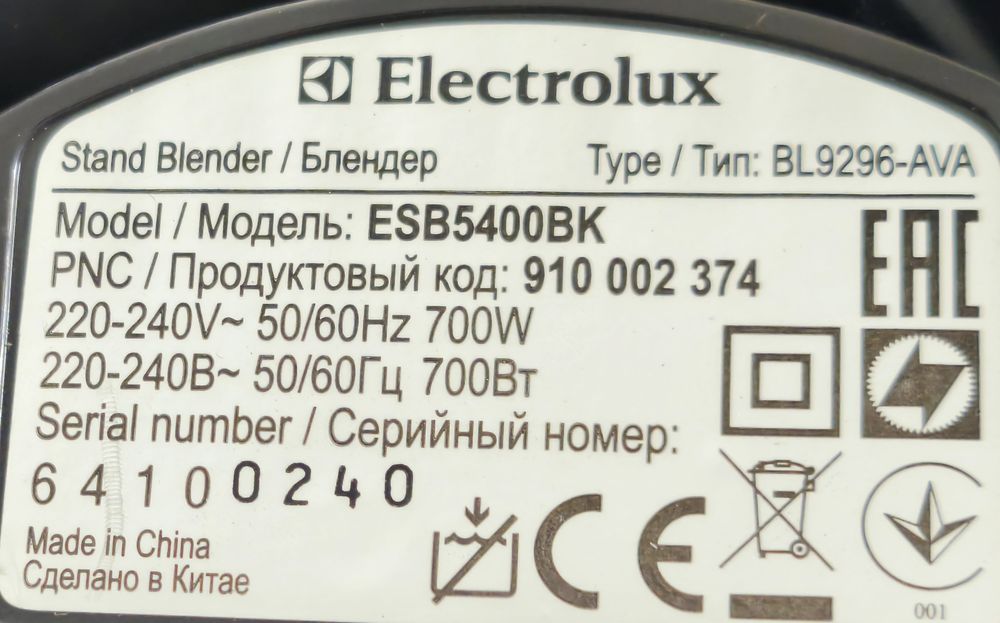 Electrolux
Stand Blender / Блендер Type / Тип: BL9296-AVA
Model / Модель: ESB5400BK
PNC / Продуктовый код: 910 002 374
220-240V~ 50/60Hz 700W
220-240В~ 50/60Гц 700Вт
Serial number / Серийный номер:
64100240
Made in China
Сделано в Китае
EAC
CE
001